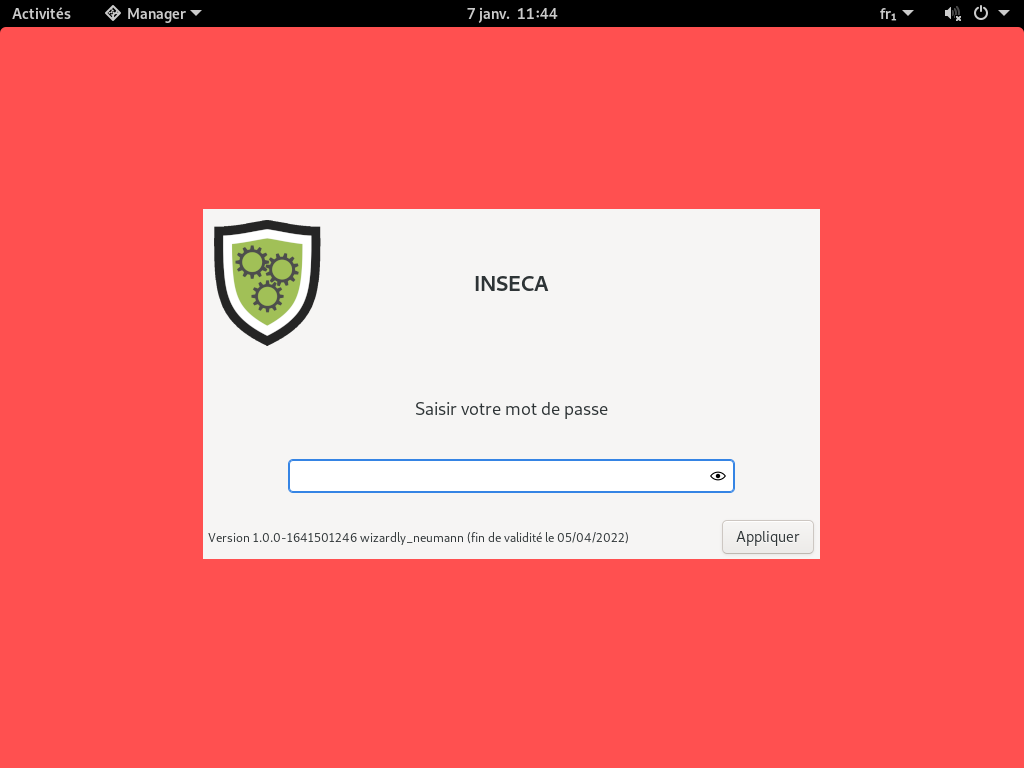 Activités Manager 7 janv. 11:44 fr₁
INSECA
Saisir votre mot de passe
Version 1.0.0-1641501246 wizardly_neumann (fin de validité le 05/04/2022) Appliquer